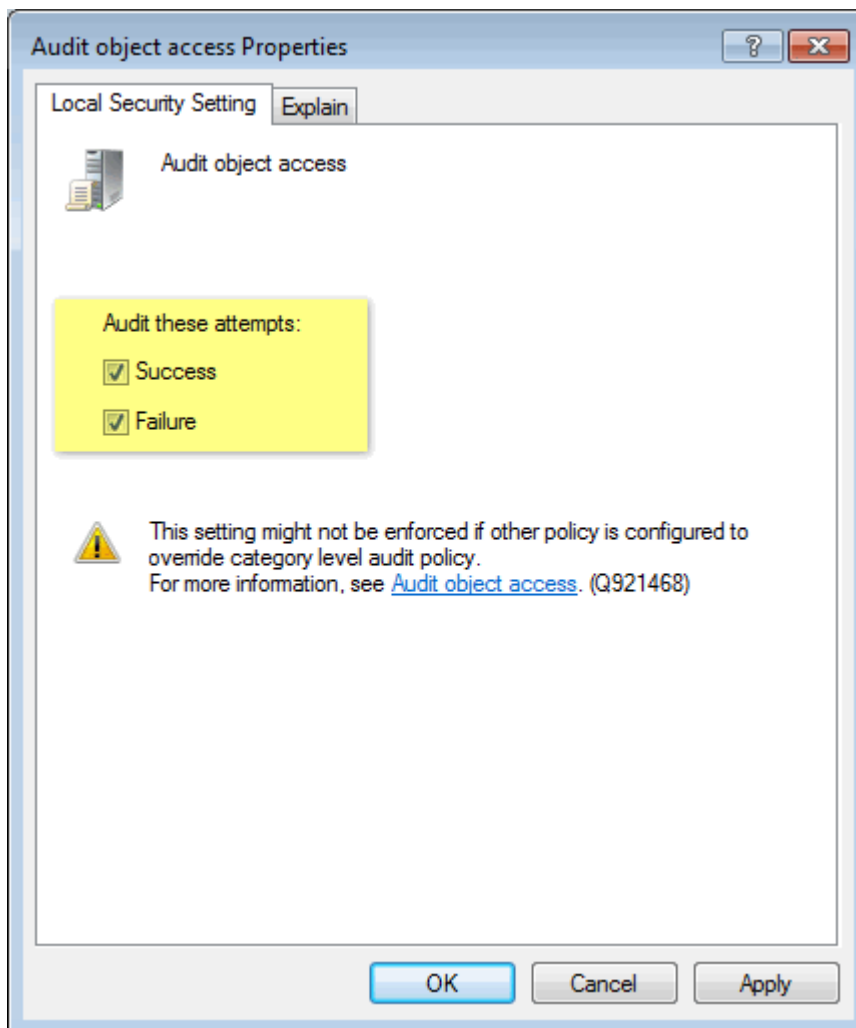 Audit object access Properties
Local Security Setting
Explain
Audit object access
Audit these attempts:
Success
Failure
This setting might not be enforced if other policy is configured to
override category level audit policy.
For more information, see Audit object access. (Q921468)
OK
Cancel
Apply